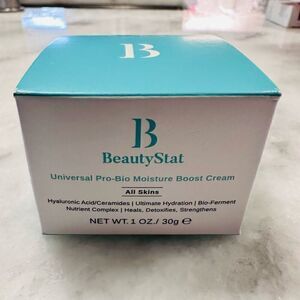 B
B
BeautyStat
Universal Pro-Bio Moisture Boost Cream
All Skins
Hyaluronic Acid/Ceramides | Ultimate Hydration | Bio-Ferment
Nutrient Complex | Heals, Detoxifies, Strengthens
NET WT. 1 OZ./ 30g ℮